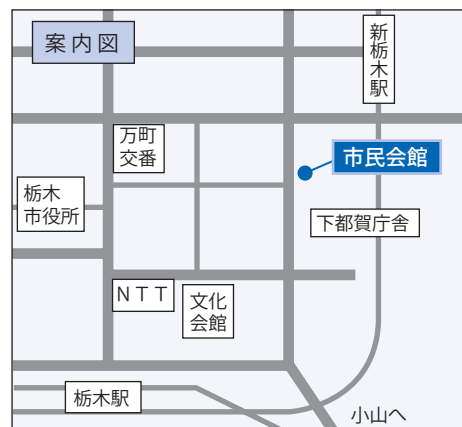 案内図
新栃木駅
万町
交番
市民会館
栃木
市役所
下都賀庁舎
NTT
文化
会館
栃木駅
小山へ